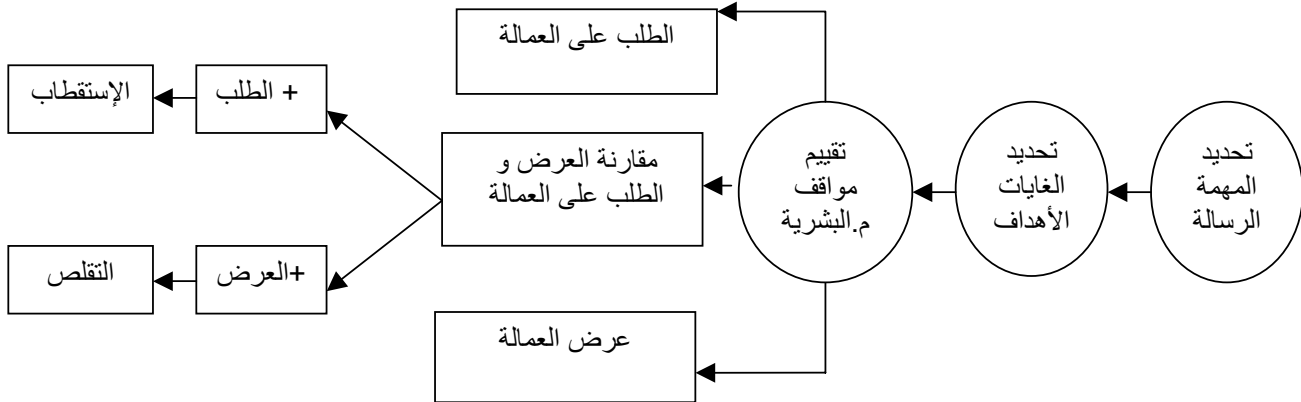 تحديد
المهمة
الرسالة
تحديد
الغايات
الأهداف
تقييم
مواقف
م.البشرية
الطلب على العمالة
مقارنة العرض و
الطلب على العمالة
عرض العمالة
+ الطلب
الإستقطاب
+العرض
التقلص